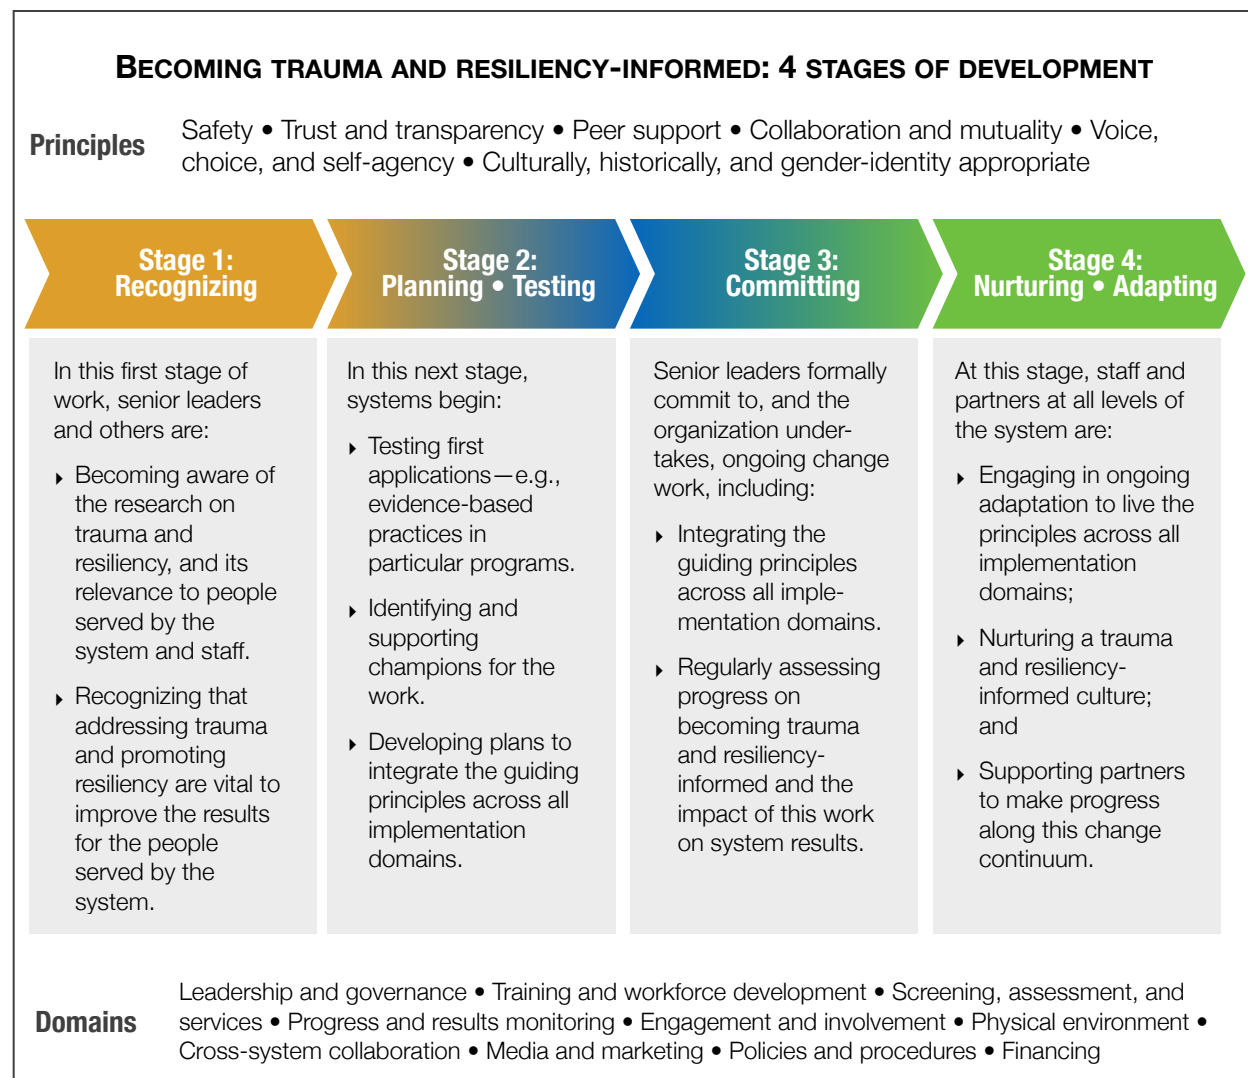 BECOMING TRAUMA AND RESILIENCY-INFORMED: 4 STAGES OF DEVELOPMENT
Principles
Safety • Trust and transparency • Peer support • Collaboration and mutuality • Voice,
choice, and self-agency • Culturally, historically, and gender-identity appropriate
Stage 1:
Recognizing
In this first stage of
work, senior leaders
and others are:
‣ Becoming aware of
the research on
trauma and
resiliency, and its
relevance to people
served by the
system and staff.
‣ Recognizing that
addressing trauma
and promoting
resiliency are vital to
improve the results
for the people
served by the
system.
Stage 2:
Planning • Testing
In this next stage,
systems begin:
‣ Testing first
applications—e.g.,
evidence-based
practices in
particular programs.
‣ Identifying and
supporting
champions for the
work.
‣ Developing plans to
integrate the guiding
principles across all
implementation
domains.
Stage 3:
Committing
Senior leaders formally
commit to, and the
organization under-
takes, ongoing change
work, including:
‣ Integrating the
guiding principles
across all imple-
mentation domains.
‣ Regularly assessing
progress on
becoming trauma
and resiliency-
informed and the
impact of this work
on system results.
Stage 4:
Nurturing • Adapting
At this stage, staff and
partners at all levels of
the system are:
‣ Engaging in ongoing
adaptation to live the
principles across all
implementation
domains;
‣ Nurturing a trauma
and resiliency-
informed culture;
and
‣ Supporting partners
to make progress
along this change
continuum.
Domains
Leadership and governance • Training and workforce development • Screening, assessment, and
services • Progress and results monitoring • Engagement and involvement • Physical environment •
Cross-system collaboration • Media and marketing • Policies and procedures • Financing